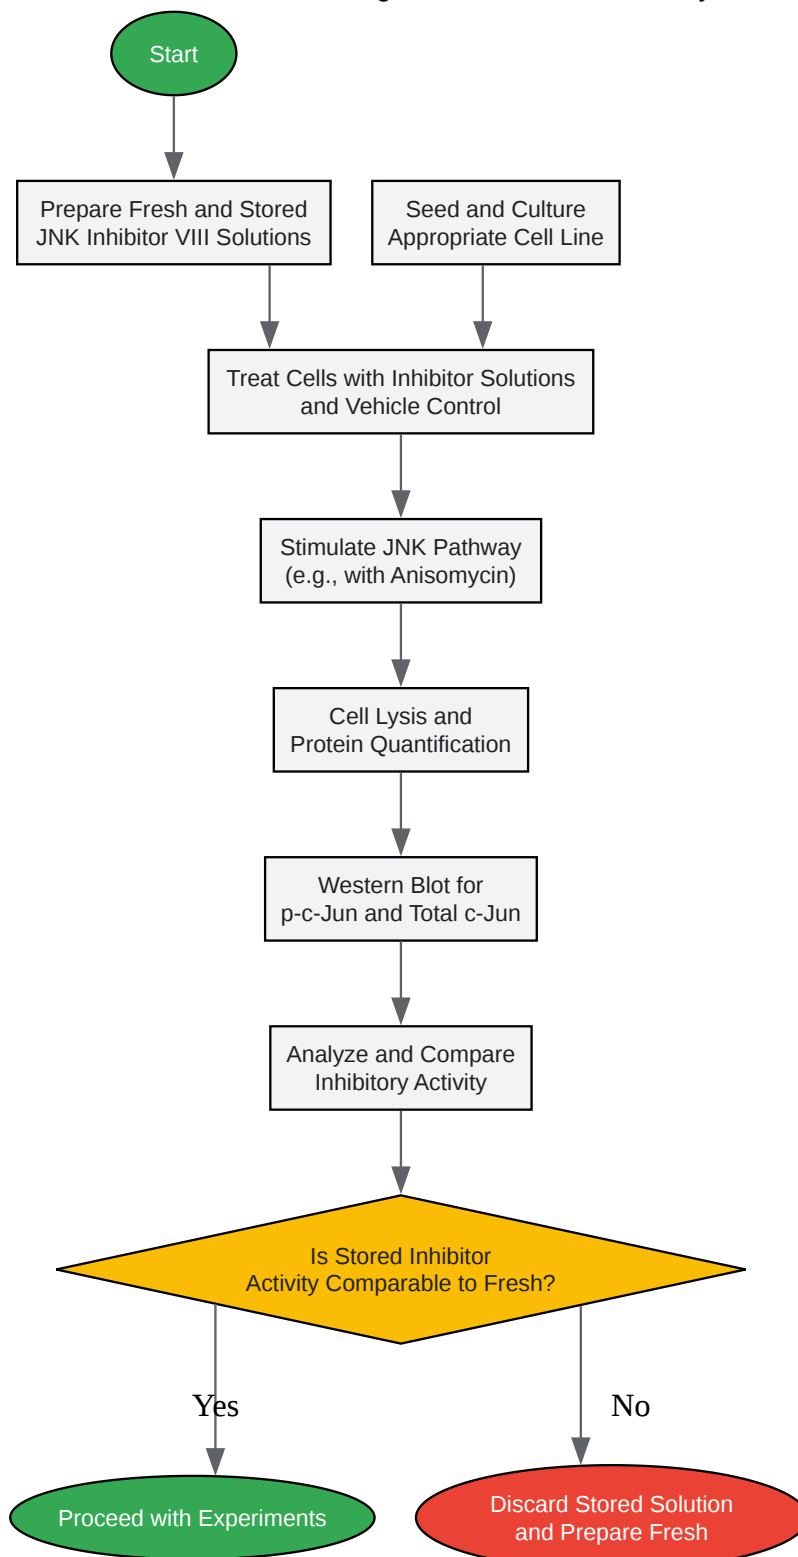 Start
Prepare Fresh and Stored
JNK Inhibitor VIII Solutions
Seed and Culture
Appropriate Cell Line
Treat Cells with Inhibitor Solutions
and Vehicle Control
Stimulate JNK Pathway
(e.g., with Anisomycin)
Cell Lysis and
Protein Quantification
Western Blot for
p-c-Jun and Total c-Jun
Analyze and Compare
Inhibitory Activity
Is Stored Inhibitor
Activity Comparable to Fresh?
Yes
No
Proceed with Experiments
Discard Stored Solution
and Prepare Fresh